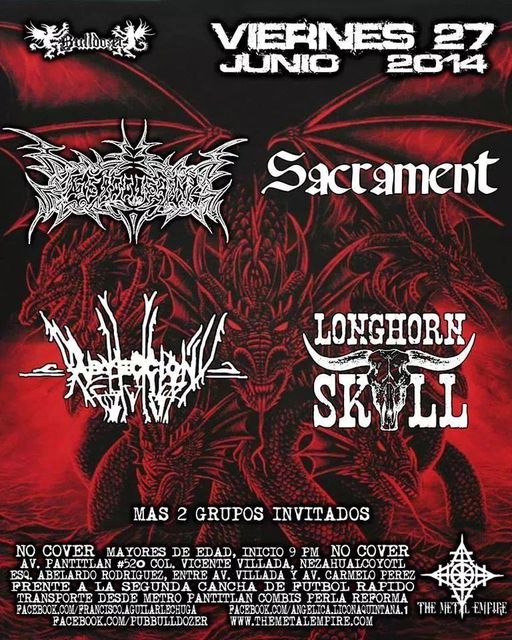 Bulldozer
VIERNES 27
JUNIO 2014
Sacrament
LONGHORN
SKULL
MAS 2 GRUPOS INVITADOS
NO COVER MAYORES DE EDAD, INICIO 9 PM NO COVER
AV. PANTITLAN #520 COL. VICENTE VILLADA, NEZAHUALCOYOTL
ESQ. ABELARDO RODRIGUEZ, ENTRE AV. VILLADA Y AV. CARMELO PEREZ
FRENTE A LA SEGUNDA CANCHA DE FUTBOL RAPIDO
TRANSPORTE DESDE METRO PANTITLAN COMBIS PERLA REFORMA
FACEBOOK.COM/FRANCISCO.AGUILARLECHUGA FACEBOOK.COM/ANGELICALICONAQUINTANA.1
FACEBOOK.COM/PUBBULLDOZER WWW.THEMETALEMPIRE.COM
THE METAL EMPIRE